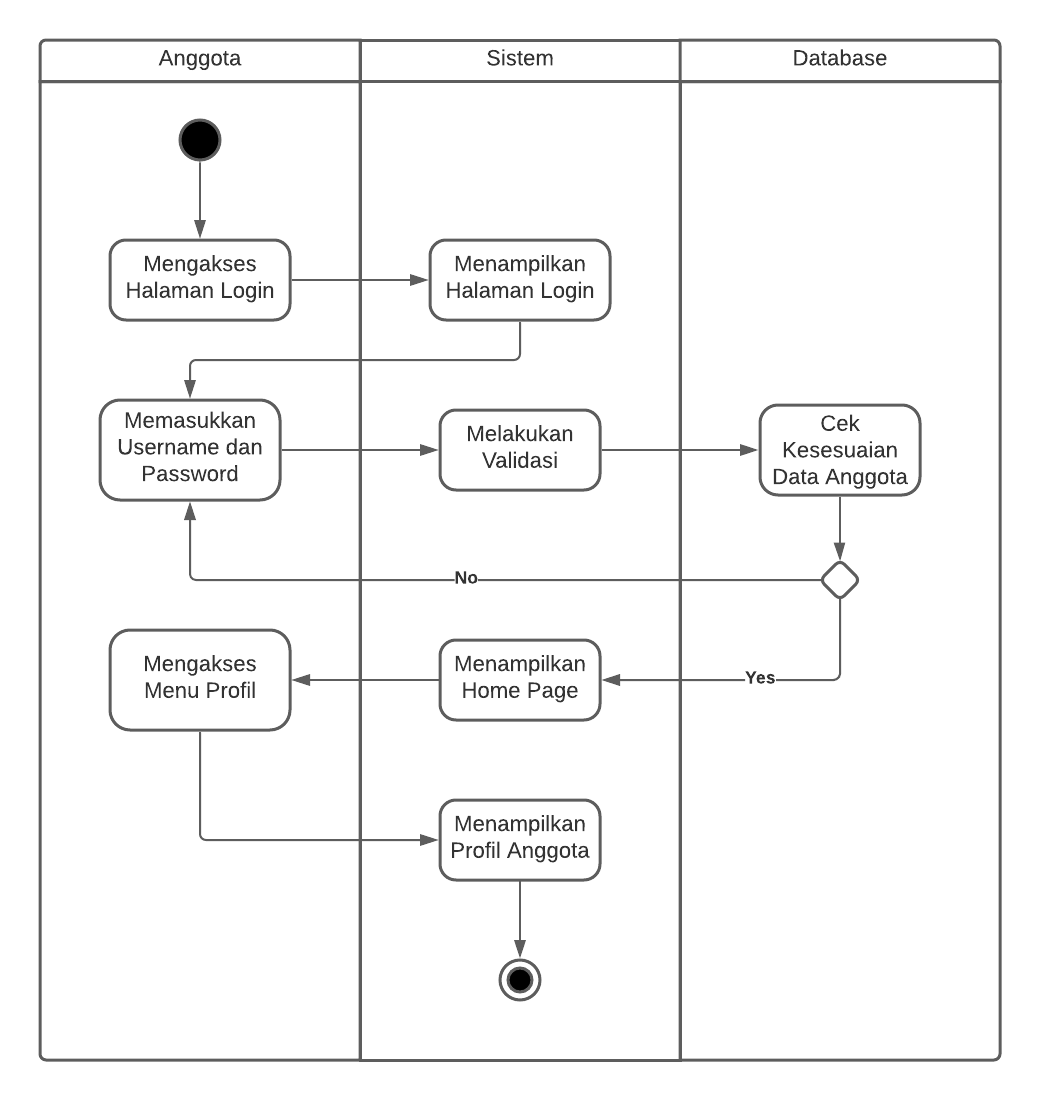 Anggota
Sistem
Database
Mengakses
Halaman Login
Menampilkan
Halaman Login
Memasukkan
Username dan
Password
Melakukan
Validasi
Cek
Kesesuaian
Data Anggota
No
Mengakses
Menu Profil
Menampilkan
Home Page
Yes
Menampilkan
Profil Anggota